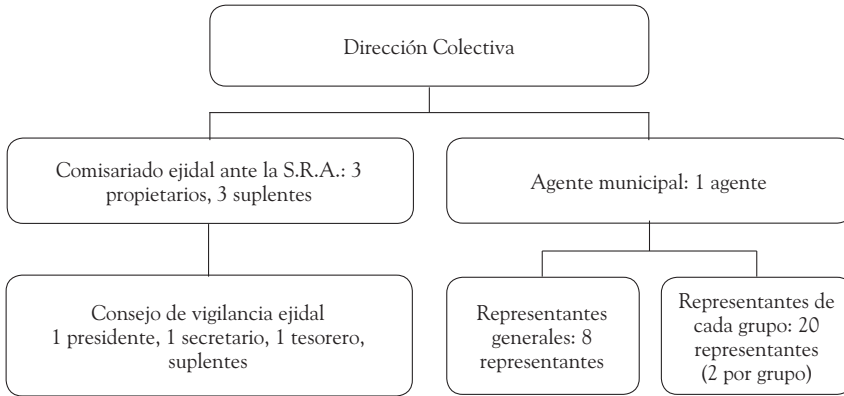 Dirección Colectiva
Comisariado ejidal ante la S.R.A.: 3
propietarios, 3 suplentes
Agente municipal: 1 agente
Consejo de vigilancia ejidal
1 presidente, 1 secretario, 1 tesorero,
suplentes
Representantes
generales: 8
representantes
Representantes de
cada grupo: 20
representantes
(2 por grupo)